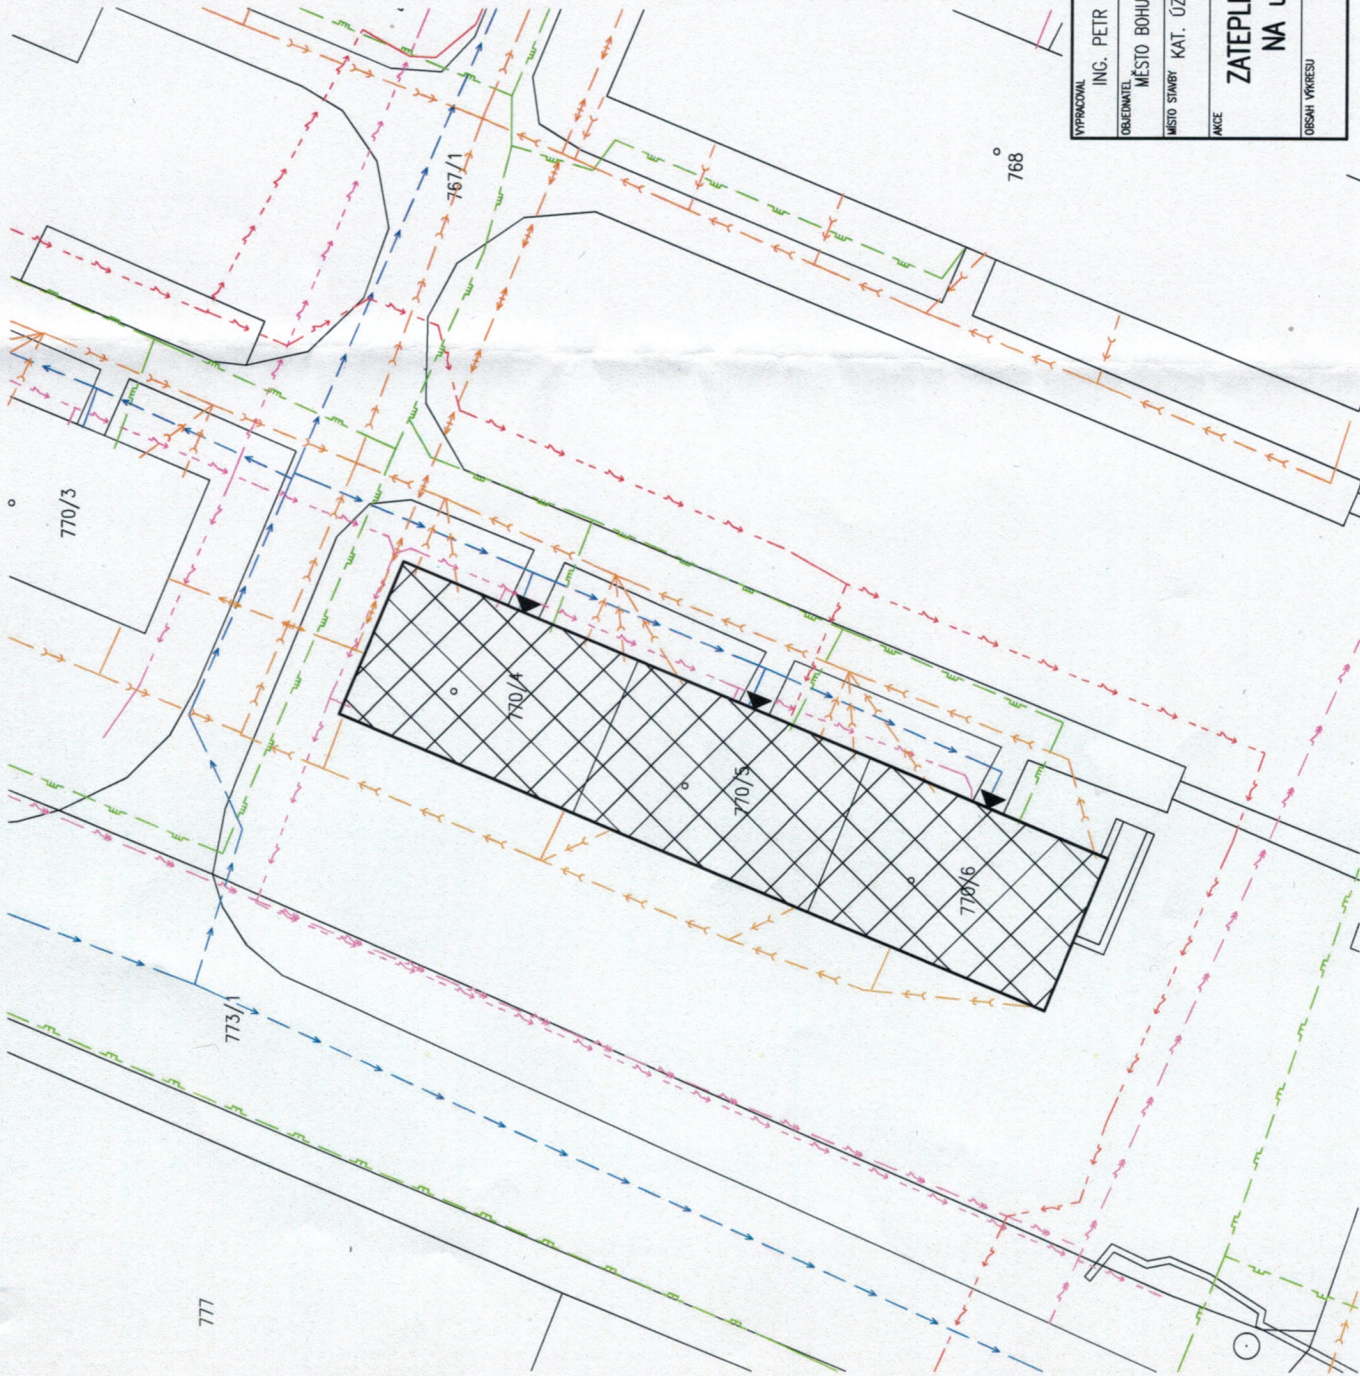 VYPRACOVAL
ING. PETR
OBJEDNATEL
MĚSTO BOHU
MÍSTO STAVBY
KAT. ÚZ
AKCE
ZATEPL
NA
OBSAH VÝKRESU
767/1
768
770/3
770/4
770/5
770/6
773/1
777